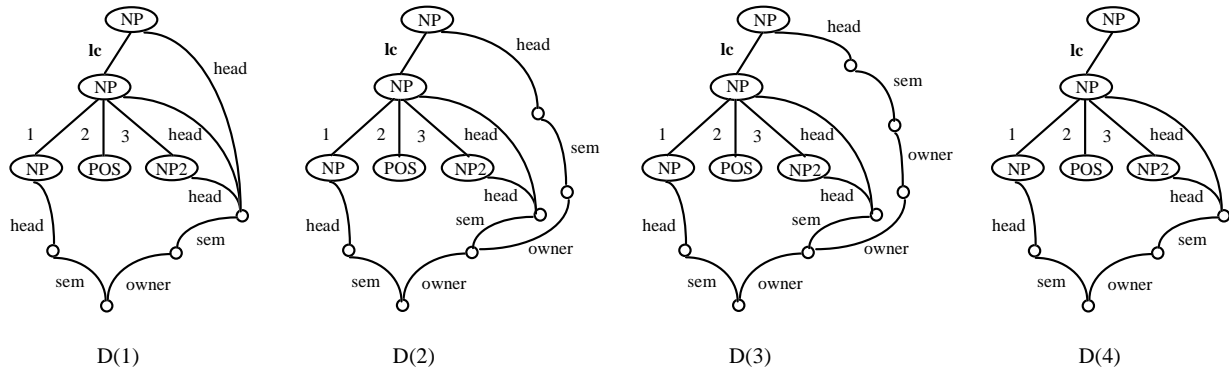 NP
lc
head
NP
1 2 3 head
NP POS NP2
head
head
sem
sem owner
D(1)
NP
lc
head
NP
1 2 3 head
sem
NP POS NP2
head
head
sem
owner
sem owner
D(2)
NP
head
lc
sem
NP
1 2 3 head
owner
NP POS NP2
head
head
sem
sem owner
D(3)
NP
lc
NP
1 2 3 head
NP POS NP2
head
head
sem
sem owner
D(4)